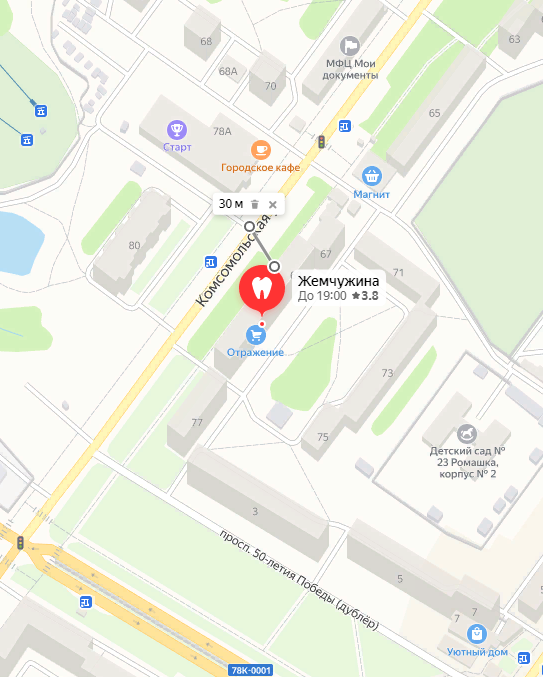 68
63
МФЦ Мои
документы
68А
70
65
78А
Старт
Городское кафе
Магнит
30 м
Комсомольская
67
80
71
Жемчужина
До 19:00 ★3.8
Отражение
73
77
75
Детский сад №
23 Ромашка,
корпус № 2
3
просп. 50-летия Победы (дублёр)
5
7
7
Уютный дом
78К-0001